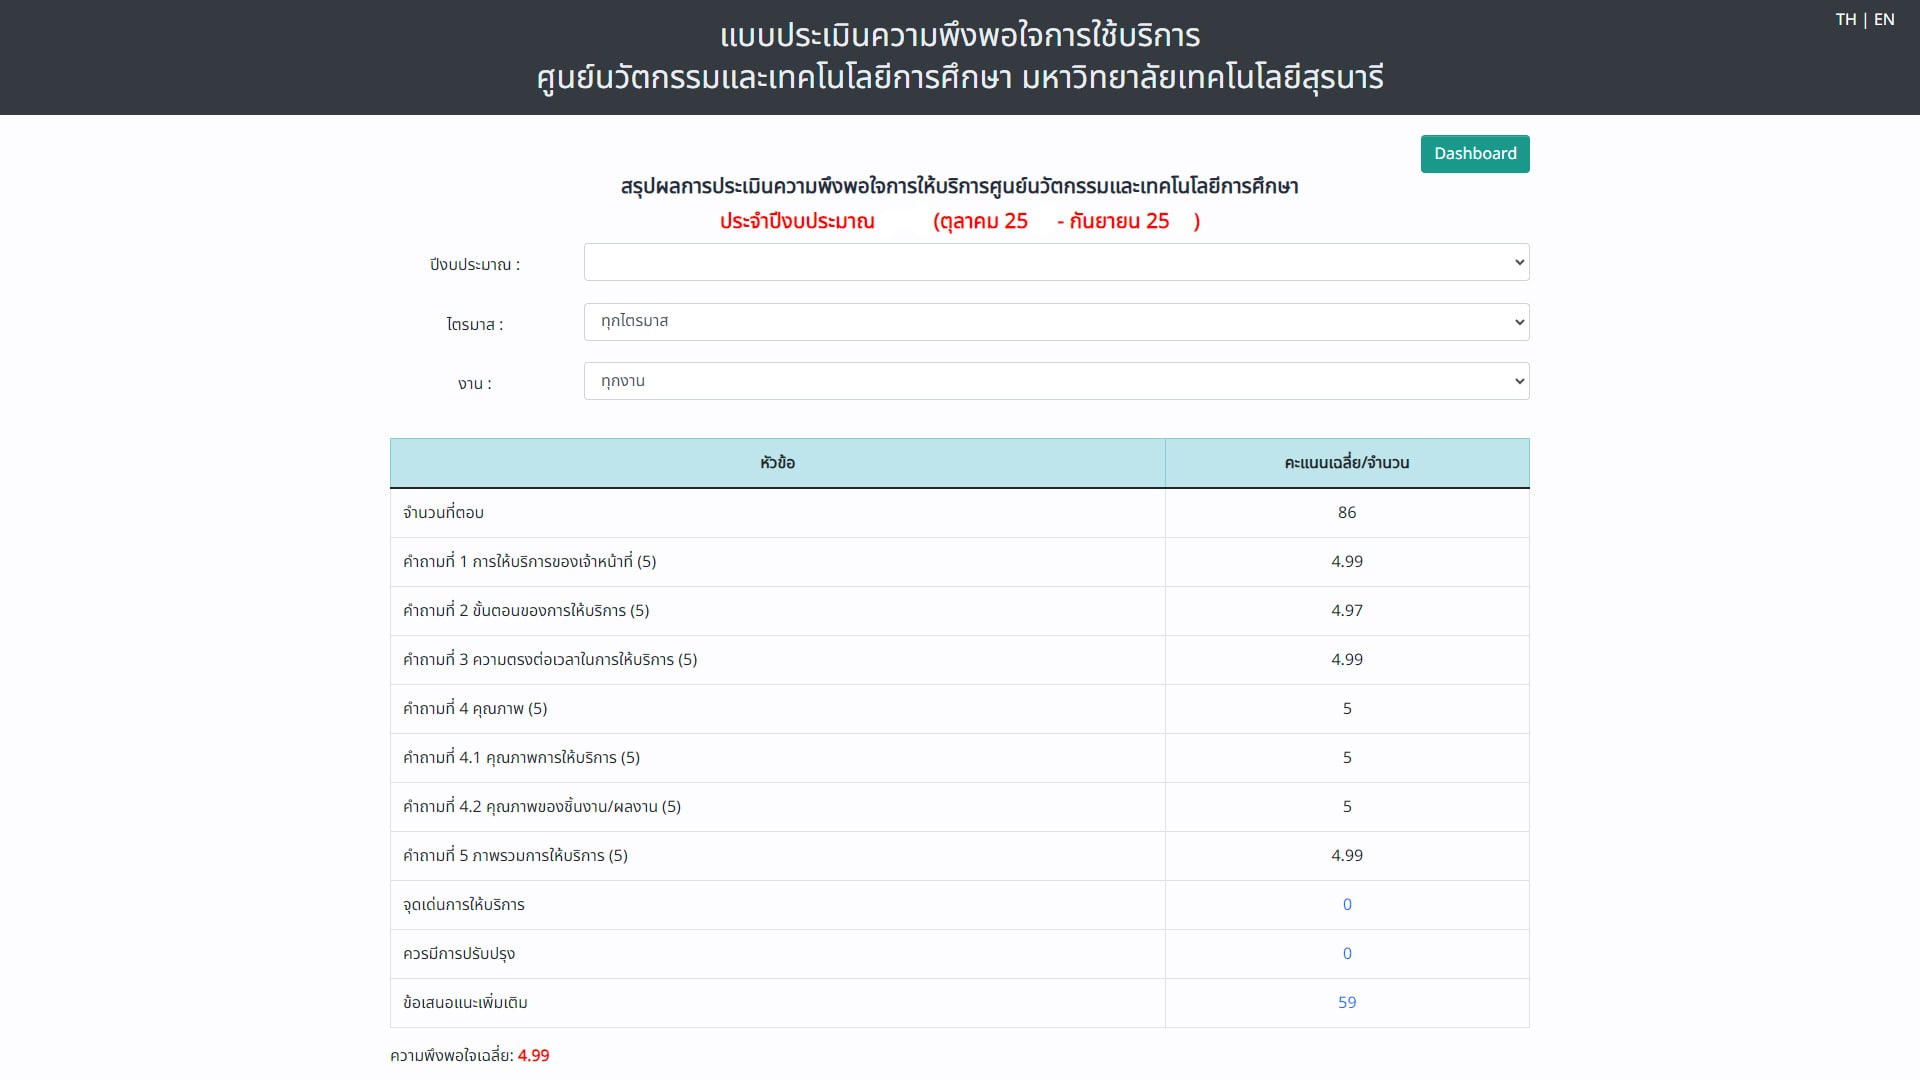 TH | EN
แบบประเมินความพึงพอใจการใช้บริการ
ศูนย์นวัตกรรมและเทคโนโลยีการศึกษา มหาวิทยาลัยเทคโนโลยีสุรนารี
Dashboard
สรุปผลการประเมินความพึงพอใจการให้บริการศูนย์นวัตกรรมและเทคโนโลยีการศึกษา
ประจำปีงบประมาณ (ตุลาคม 25 - กันยายน 25 )
ปีงบประมาณ :
ไตรมาส : ทุกไตรมาส
งาน : ทุกงาน
หัวข้อ คะแนนเฉลี่ย/จำนวน
จำนวนที่ตอบ 86
คำถามที่ 1 การให้บริการของเจ้าหน้าที่ (5) 4.99
คำถามที่ 2 ขั้นตอนของการให้บริการ (5) 4.97
คำถามที่ 3 ความตรงต่อเวลาในการให้บริการ (5) 4.99
คำถามที่ 4 คุณภาพ (5) 5
คำถามที่ 4.1 คุณภาพการให้บริการ (5) 5
คำถามที่ 4.2 คุณภาพของชิ้นงาน/ผลงาน (5) 5
คำถามที่ 5 ภาพรวมการให้บริการ (5) 4.99
จุดเด่นการให้บริการ 0
ควรมีการปรับปรุง 0
ข้อเสนอแนะเพิ่มเติม 59
ความพึงพอใจเฉลี่ย: 4.99